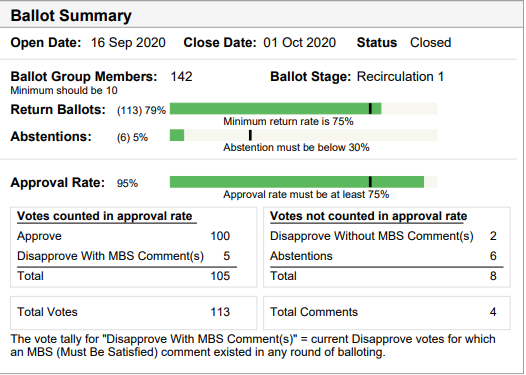 Ballot Summary
Open Date: 16 Sep 2020 Close Date: 01 Oct 2020 Status Closed
Ballot Group Members: 142 Ballot Stage: Recirculation 1
Minimum should be 10
Return Ballots: (113) 79%
Minimum return rate is 75%
Abstentions: (6) 5%
Abstention must be below 30%
Approval Rate: 95%
Approval rate must be at least 75%
Votes counted in approval rate
Approve 100
Disapprove With MBS Comment(s) 5
Total 105
Votes not counted in approval rate
Disapprove Without MBS Comment(s) 2
Abstentions 6
Total 8
Total Votes 113
Total Comments 4
The vote tally for "Disapprove With MBS Comment(s)" = current Disapprove votes for which
an MBS (Must Be Satisfied) comment existed in any round of balloting.